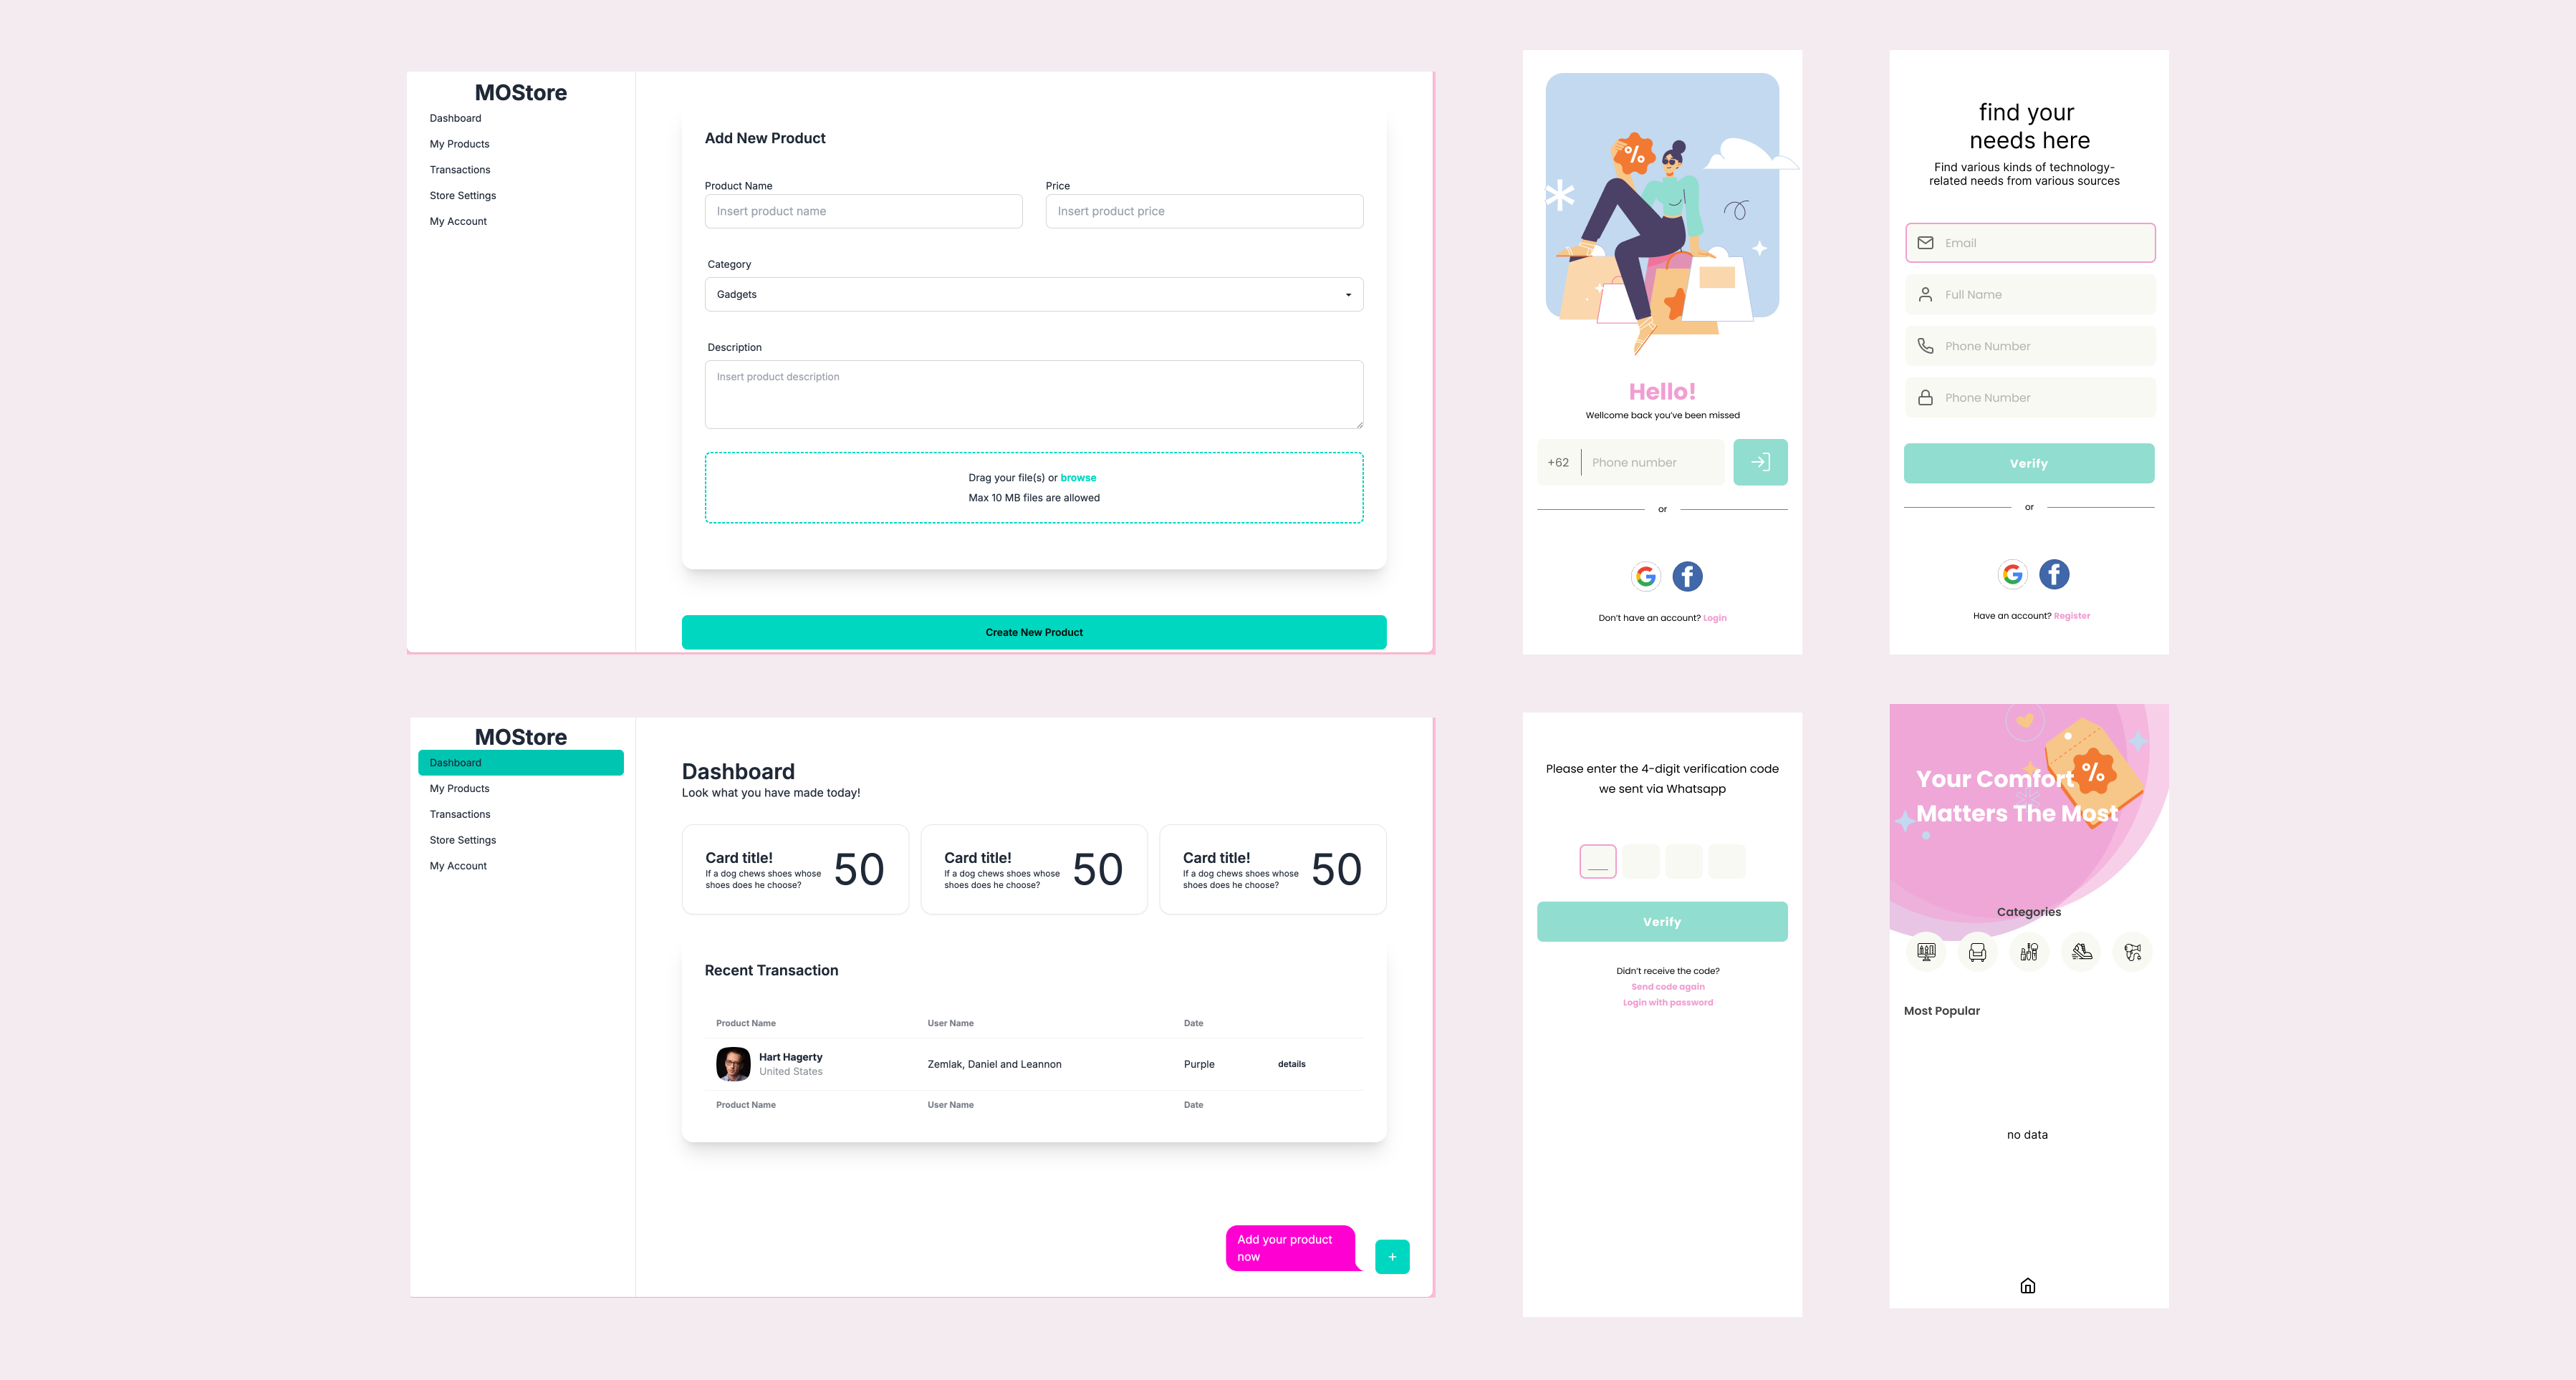 MOStore
Dashboard
My Products
Transactions
Store Settings
My Account
Add New Product
Product Name
Price
Insert product name
Insert product price
Category
Gadgets
Description
Insert product description
Drag your file(s) or browse
Max 10 MB files are allowed
Create New Product
%
Hello!
Wellcome back you've been missed
+62
Phone number
or
G f
Don't have an account? Login
find your
needs here
Find various kinds of technology-
related needs from various sources
Email
Full Name
Phone Number
Phone Number
Verify
or
G f
Have an account? Register
MOStore
Dashboard
My Products
Transactions
Store Settings
My Account
Dashboard
Look what you have made today!
Card title!
If a dog chews shoes whose
shoes does he choose?
50
Card title!
If a dog chews shoes whose
shoes does he choose?
50
Card title!
If a dog chews shoes whose
shoes does he choose?
50
Recent Transaction
Product Name
User Name
Date
Hart Hagerty
United States
Zemlak, Daniel and Leannon
Purple
details
Product Name
User Name
Date
Add your product
now
+
Please enter the 4-digit verification code
we sent via Whatsapp
Verify
Didn't receive the code?
Send code again
Login with password
%
Your Comfort
Matters The Most
Categories
Most Popular
no data